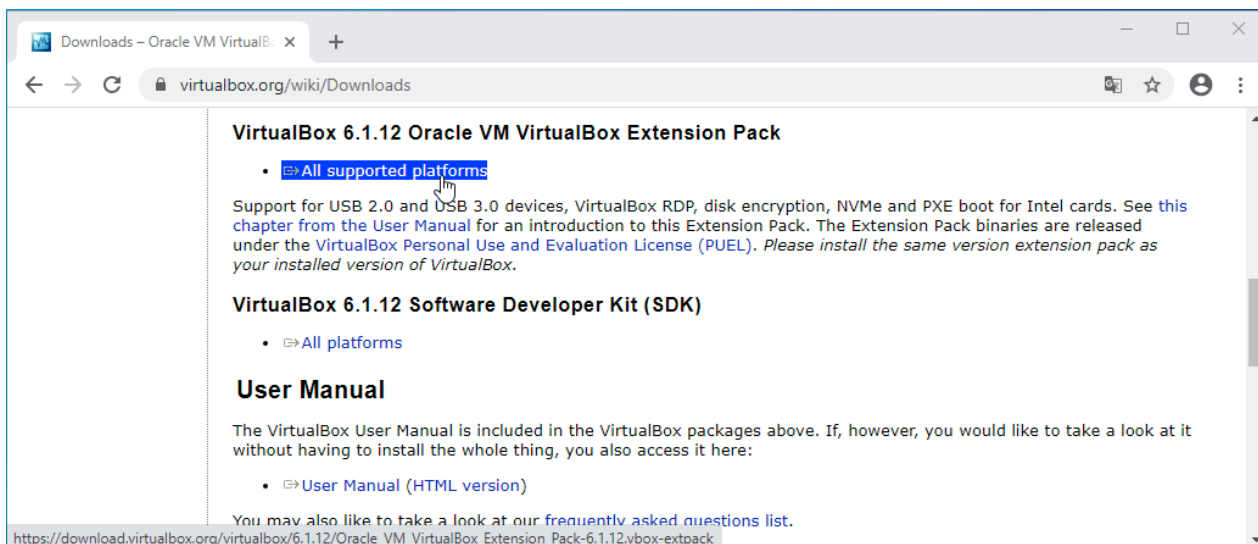 Downloads – Oracle VM VirtualB
virtualbox.org/wiki/Downloads
VirtualBox 6.1.12 Oracle VM VirtualBox Extension Pack
• All supported platforms
Support for USB 2.0 and USB 3.0 devices, VirtualBox RDP, disk encryption, NVMe and PXE boot for Intel cards. See this
chapter from the User Manual for an introduction to this Extension Pack. The Extension Pack binaries are released
under the VirtualBox Personal Use and Evaluation License (PUEL). Please install the same version extension pack as
your installed version of VirtualBox.
VirtualBox 6.1.12 Software Developer Kit (SDK)
• All platforms
User Manual
The VirtualBox User Manual is included in the VirtualBox packages above. If, however, you would like to take a look at it
without having to install the whole thing, you also access it here:
• User Manual (HTML version)
You may also like to take a look at our frequently asked questions list.
https://download.virtualbox.org/virtualbox/6.1.12/Oracle_VM_VirtualBox_Extension_Pack-6.1.12.vbox-extpack